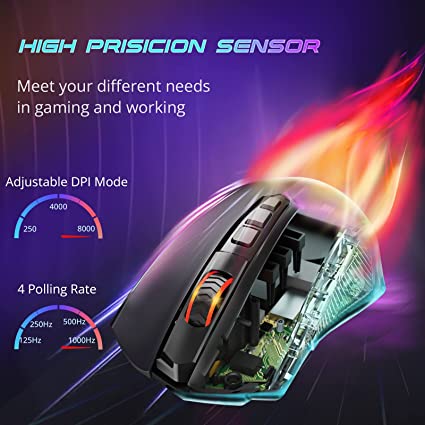 HIGH PRISICION SENSOR
Meet your different needs
in gaming and working
Adjustable DPI Mode
4000
250
8000
4 Polling Rate
250Hz
500Hz
125Hz
1000Hz